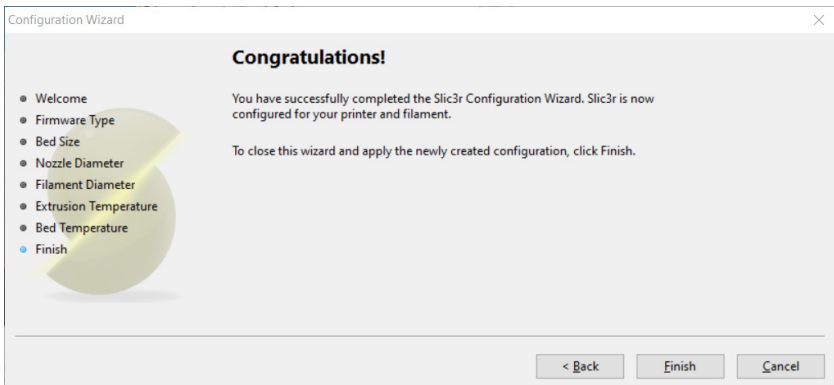 Configuration Wizard
Congratulations!
Welcome
Firmware Type
Bed Size
Nozzle Diameter
Filament Diameter
Extrusion Temperature
Bed Temperature
Finish
You have successfully completed the Slic3r Configuration Wizard. Slic3r is now
configured for your printer and filament.
To close this wizard and apply the newly created configuration, click Finish.
< Back
Finish
Cancel